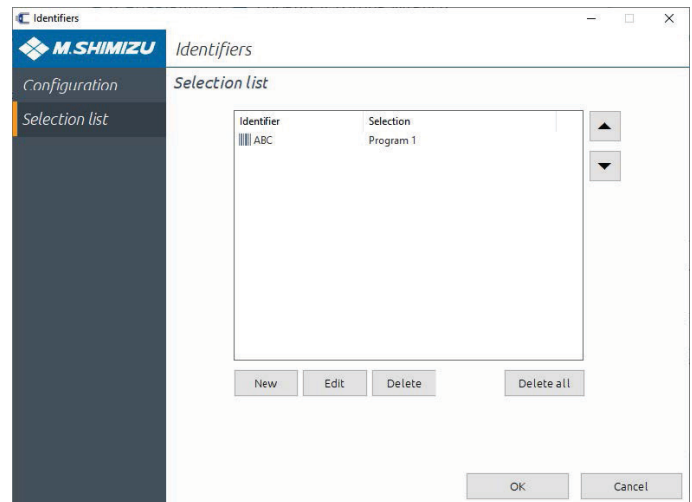 Identifiers
M.SHIMIZU
Identifiers
Configuration
Selection list
Selection list
Identifier Selection
ABC Program 1
New Edit Delete Delete all
OK Cancel